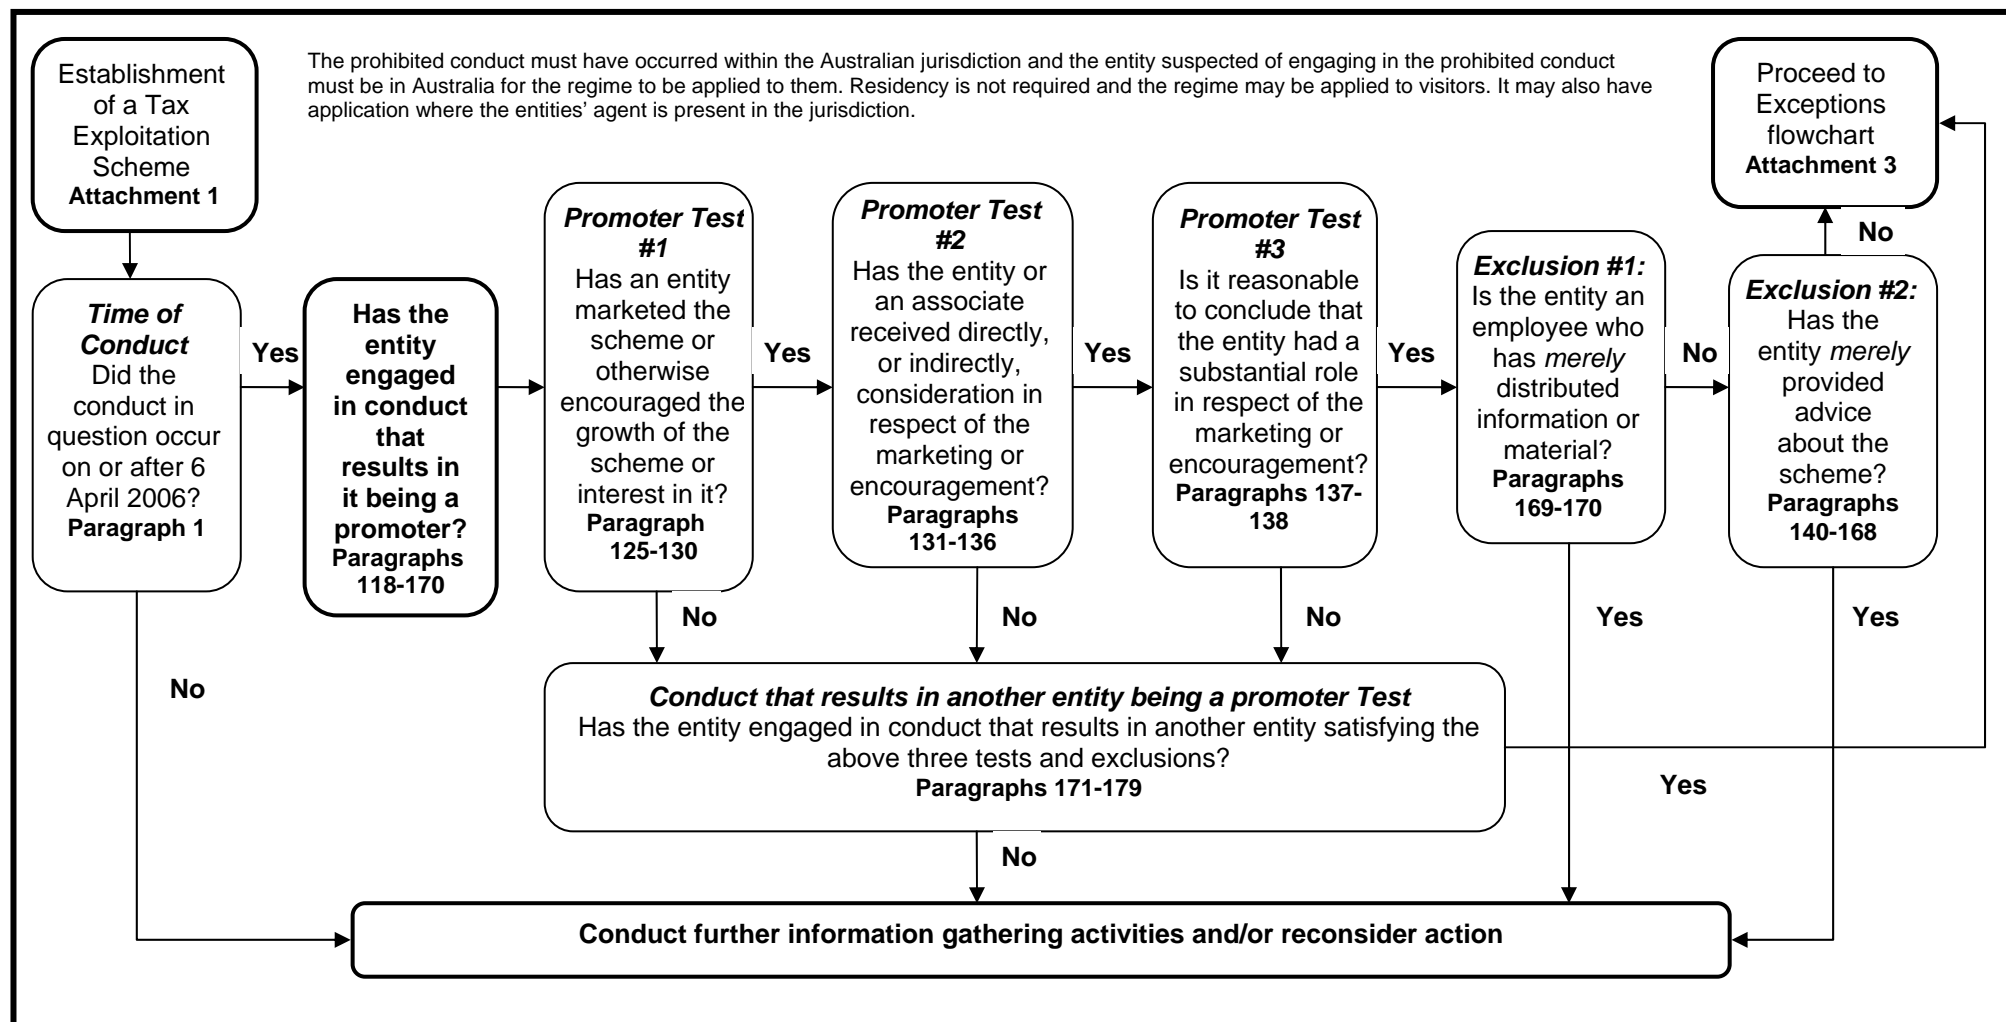 The prohibited conduct must have occurred within the Australian jurisdiction and the entity suspected of engaging in the prohibited conduct
must be in Australia for the regime to be applied to them. Residency is not required and the regime may be applied to visitors. It may also have
application where the entities’ agent is present in the jurisdiction.
Establishment
of a Tax
Exploitation
Scheme
Attachment 1
Time of
Conduct
Did the
conduct in
question occur
on or after 6
April 2006?
Paragraph 1
Yes
No
Has the
entity
engaged
in conduct
that
results in
it being a
promoter?
Paragraphs
118-170
Promoter Test
#1
Has an entity
marketed the
scheme or
otherwise
encouraged the
growth of the
scheme or
interest in it?
Paragraph
125-130
Yes
No
Promoter Test
#2
Has the entity or
an associate
received directly,
or indirectly,
consideration in
respect of the
marketing or
encouragement?
Paragraphs
131-136
Yes
No
Promoter Test
#3
Is it reasonable
to conclude that
the entity had a
substantial role
in respect of the
marketing or
encouragement?
Paragraphs 137-
138
Yes
No
Exclusion #1:
Is the entity an
employee who
has merely
distributed
information or
material?
Paragraphs
169-170
No
Yes
Exclusion #2:
Has the
entity merely
provided
advice
about the
scheme?
Paragraphs
140-168
No
Yes
Proceed to
Exceptions
flowchart
Attachment 3
Conduct that results in another entity being a promoter Test
Has the entity engaged in conduct that results in another entity satisfying the
above three tests and exclusions?
Paragraphs 171-179
Yes
No
Conduct further information gathering activities and/or reconsider action